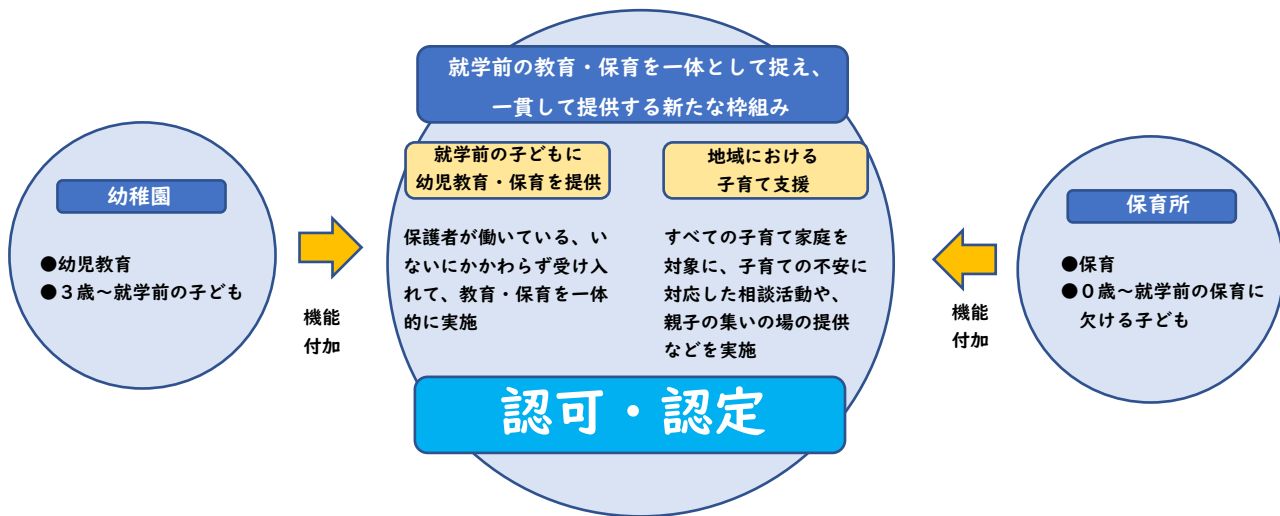 就学前の教育・保育を一体として捉え、
一貫して提供する新たな枠組み
幼稚園
●幼児教育
●３歳～就学前の子ども
機能
付加
就学前の子どもに
幼児教育・保育を提供
保護者が働いている、い
ないにかかわらず受け入
れて、教育・保育を一体
的に実施
地域における
子育て支援
すべての子育て家庭を
対象に、子育ての不安に
対応した相談活動や、
親子の集いの場の提供
などを実施
認可・認定
機能
付加
保育所
●保育
●０歳～就学前の保育に
欠ける子ども